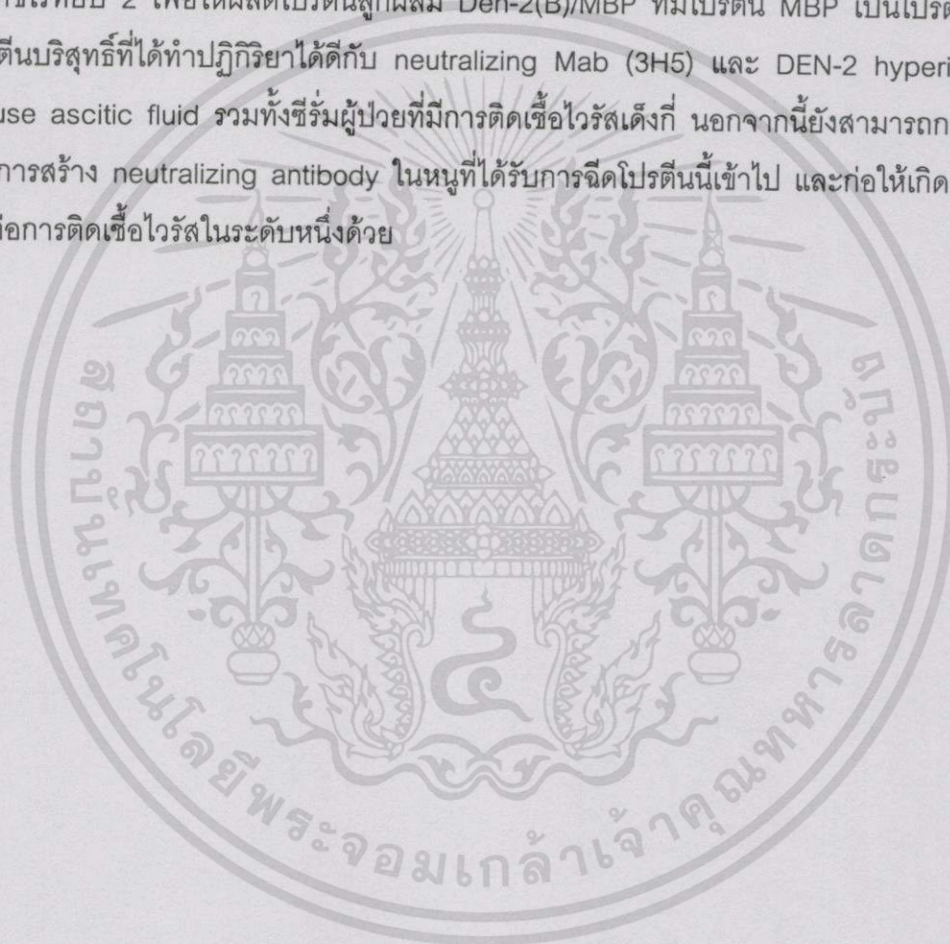 2 เพื่อให้ผลิตโปรตีนลูกผสม Den-2(B)/MBP ที่มีโปรตีน MBP เป็น
ตีนบริสุทธิ์ที่ได้ทำปฏิกิริยาได้ดีกับ neutralizing Mab (3H5) และ DEN-2 hyperi
use ascitic fluid รวมทั้งซีรั่มผู้ป่วยที่มีการติดเชื้อไวรัสเด็งกี่ นอกจากนี้ยังสามารถก
การสร้าง neutralizing antibody ในหนูที่ได้รับการฉีดโปรตีนนี้เข้าไป และก่อให้เกิด
่อการติดเชื้อไวรัสในระดับหนึ่งด้วย
สถาบันเทคโนโลยีพระจอมเกล้าเจ้าคุณทหารลาดกระบัง